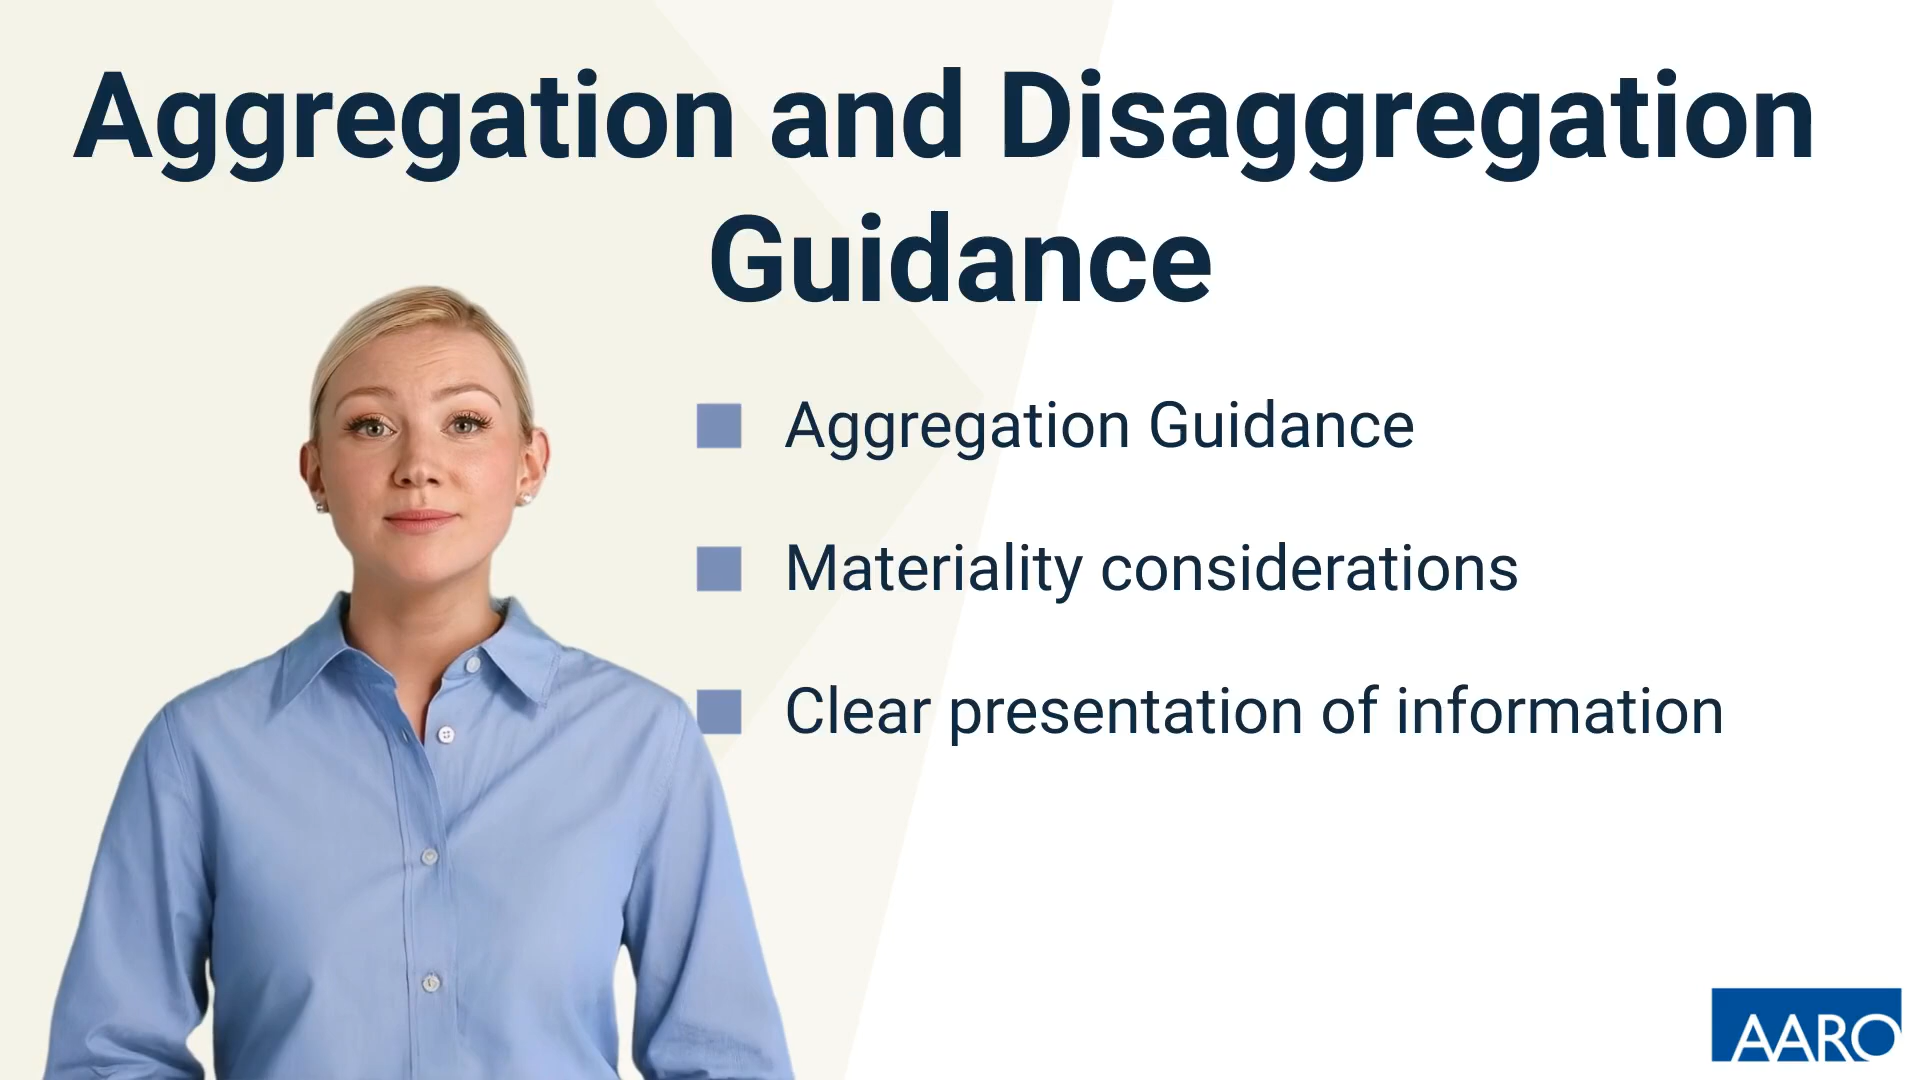 Aggregation and Disaggregation
Guidance
Aggregation Guidance
Materiality considerations
Clear presentation of information
AARO